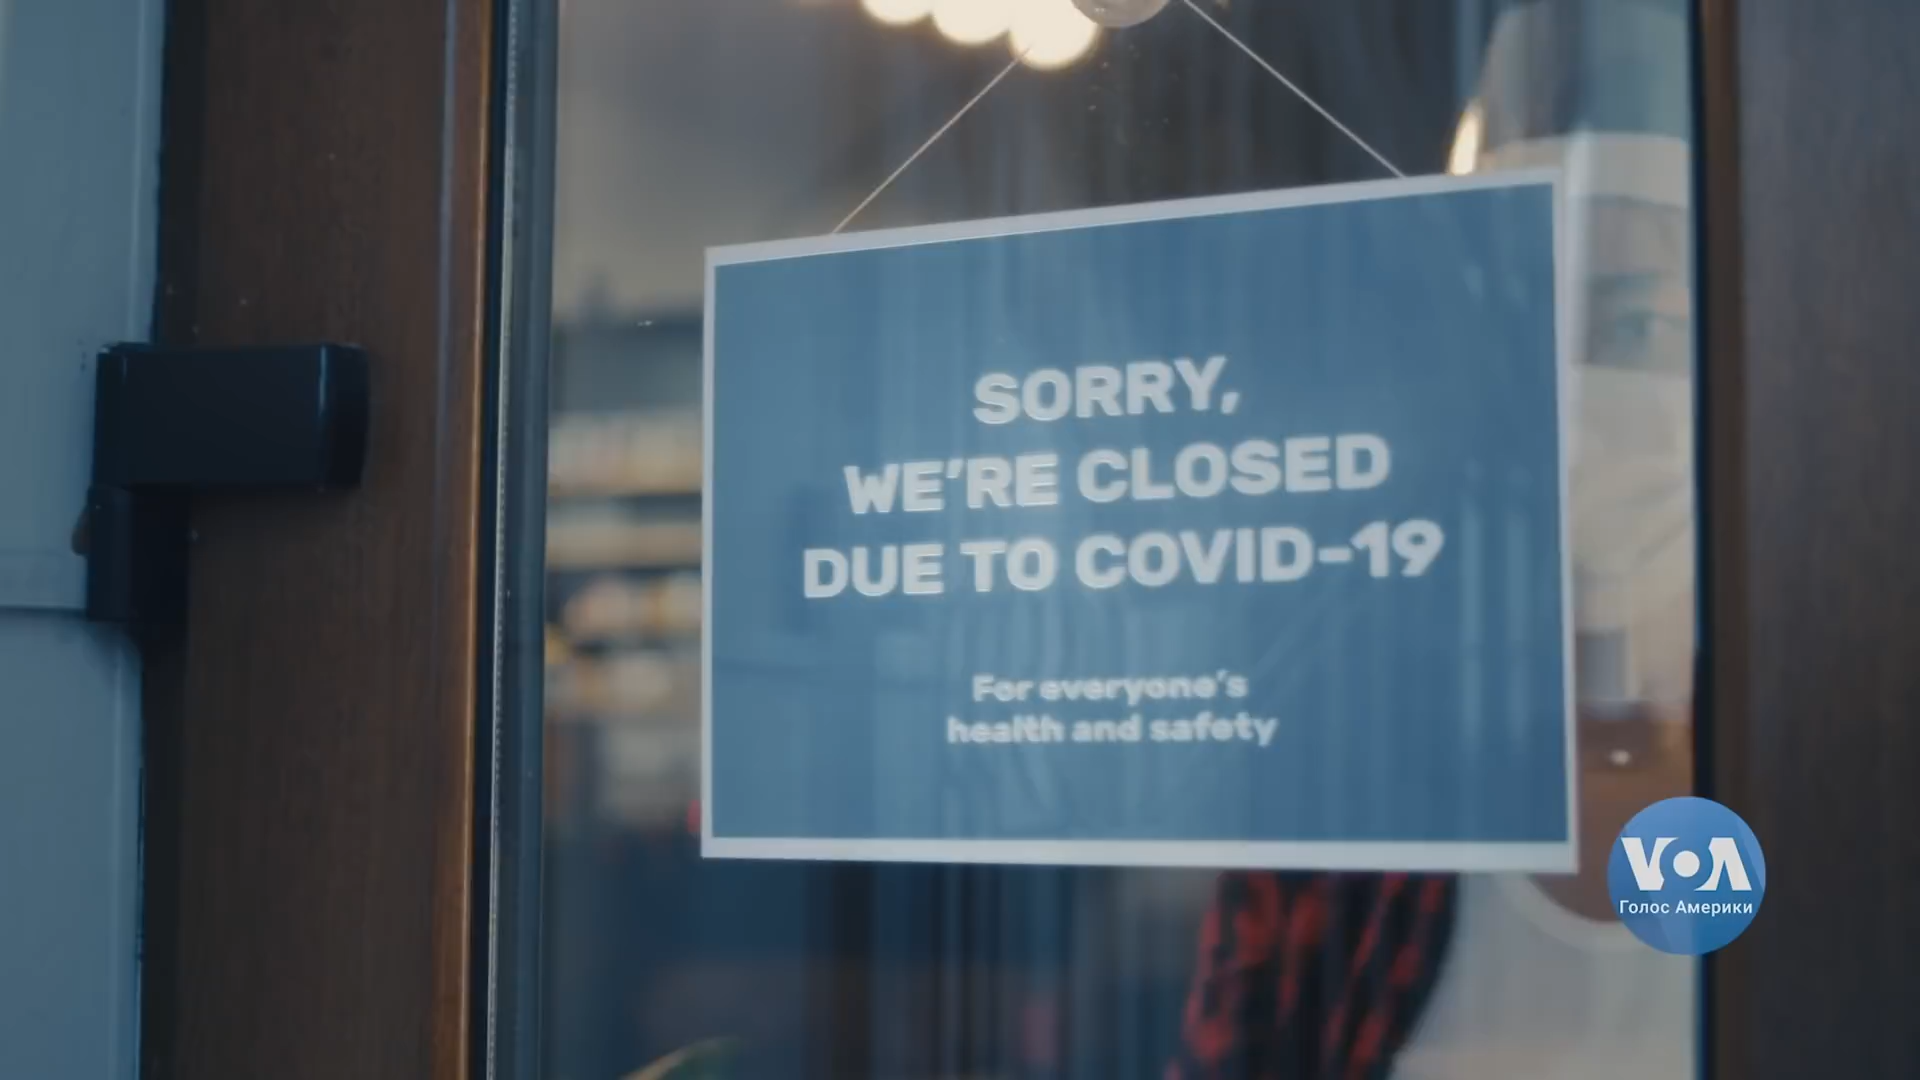 SORRY,
WE'RE CLOSED
DUE TO COVID-19
For everyone's
health and safety
VOA
Голос Америки